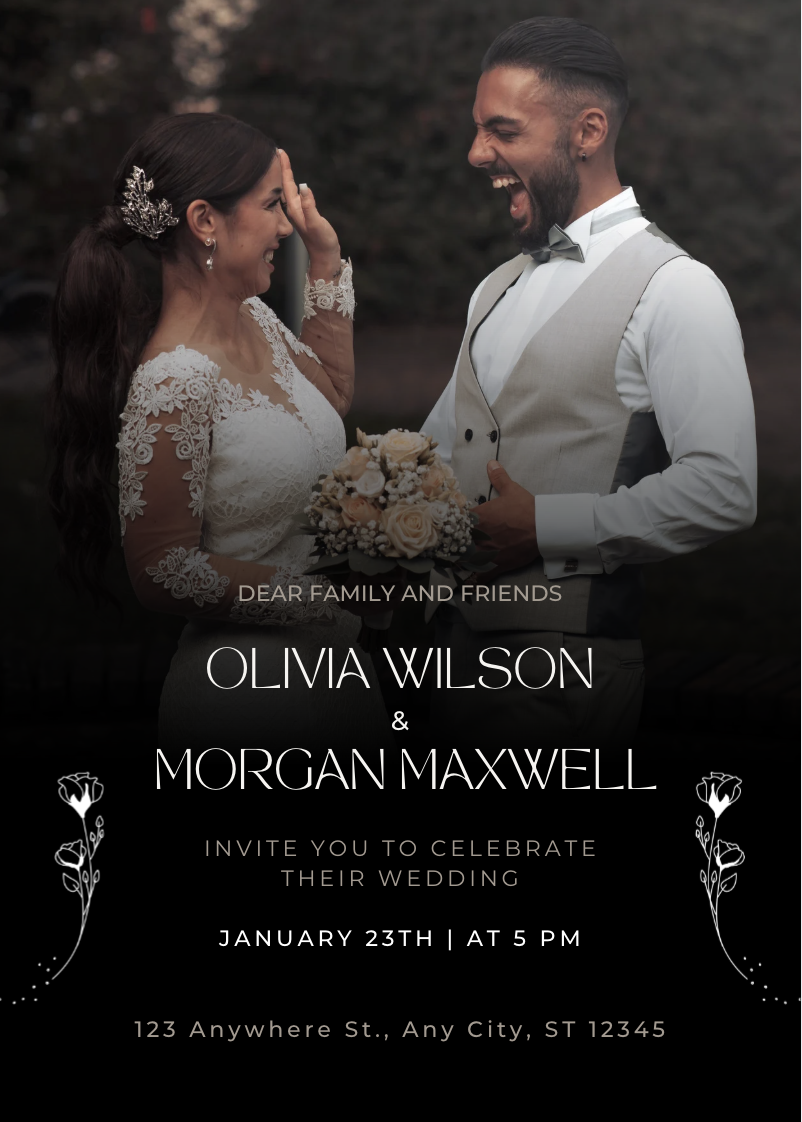 DEAR FAMILY AND FRIENDS
OLIVIA WILSON
&
MORGAN MAXWELL
INVITE YOU TO CELEBRATE
THEIR WEDDING
JANUARY 23TH | AT 5 PM
123 Anywhere St., Any City, ST 12345